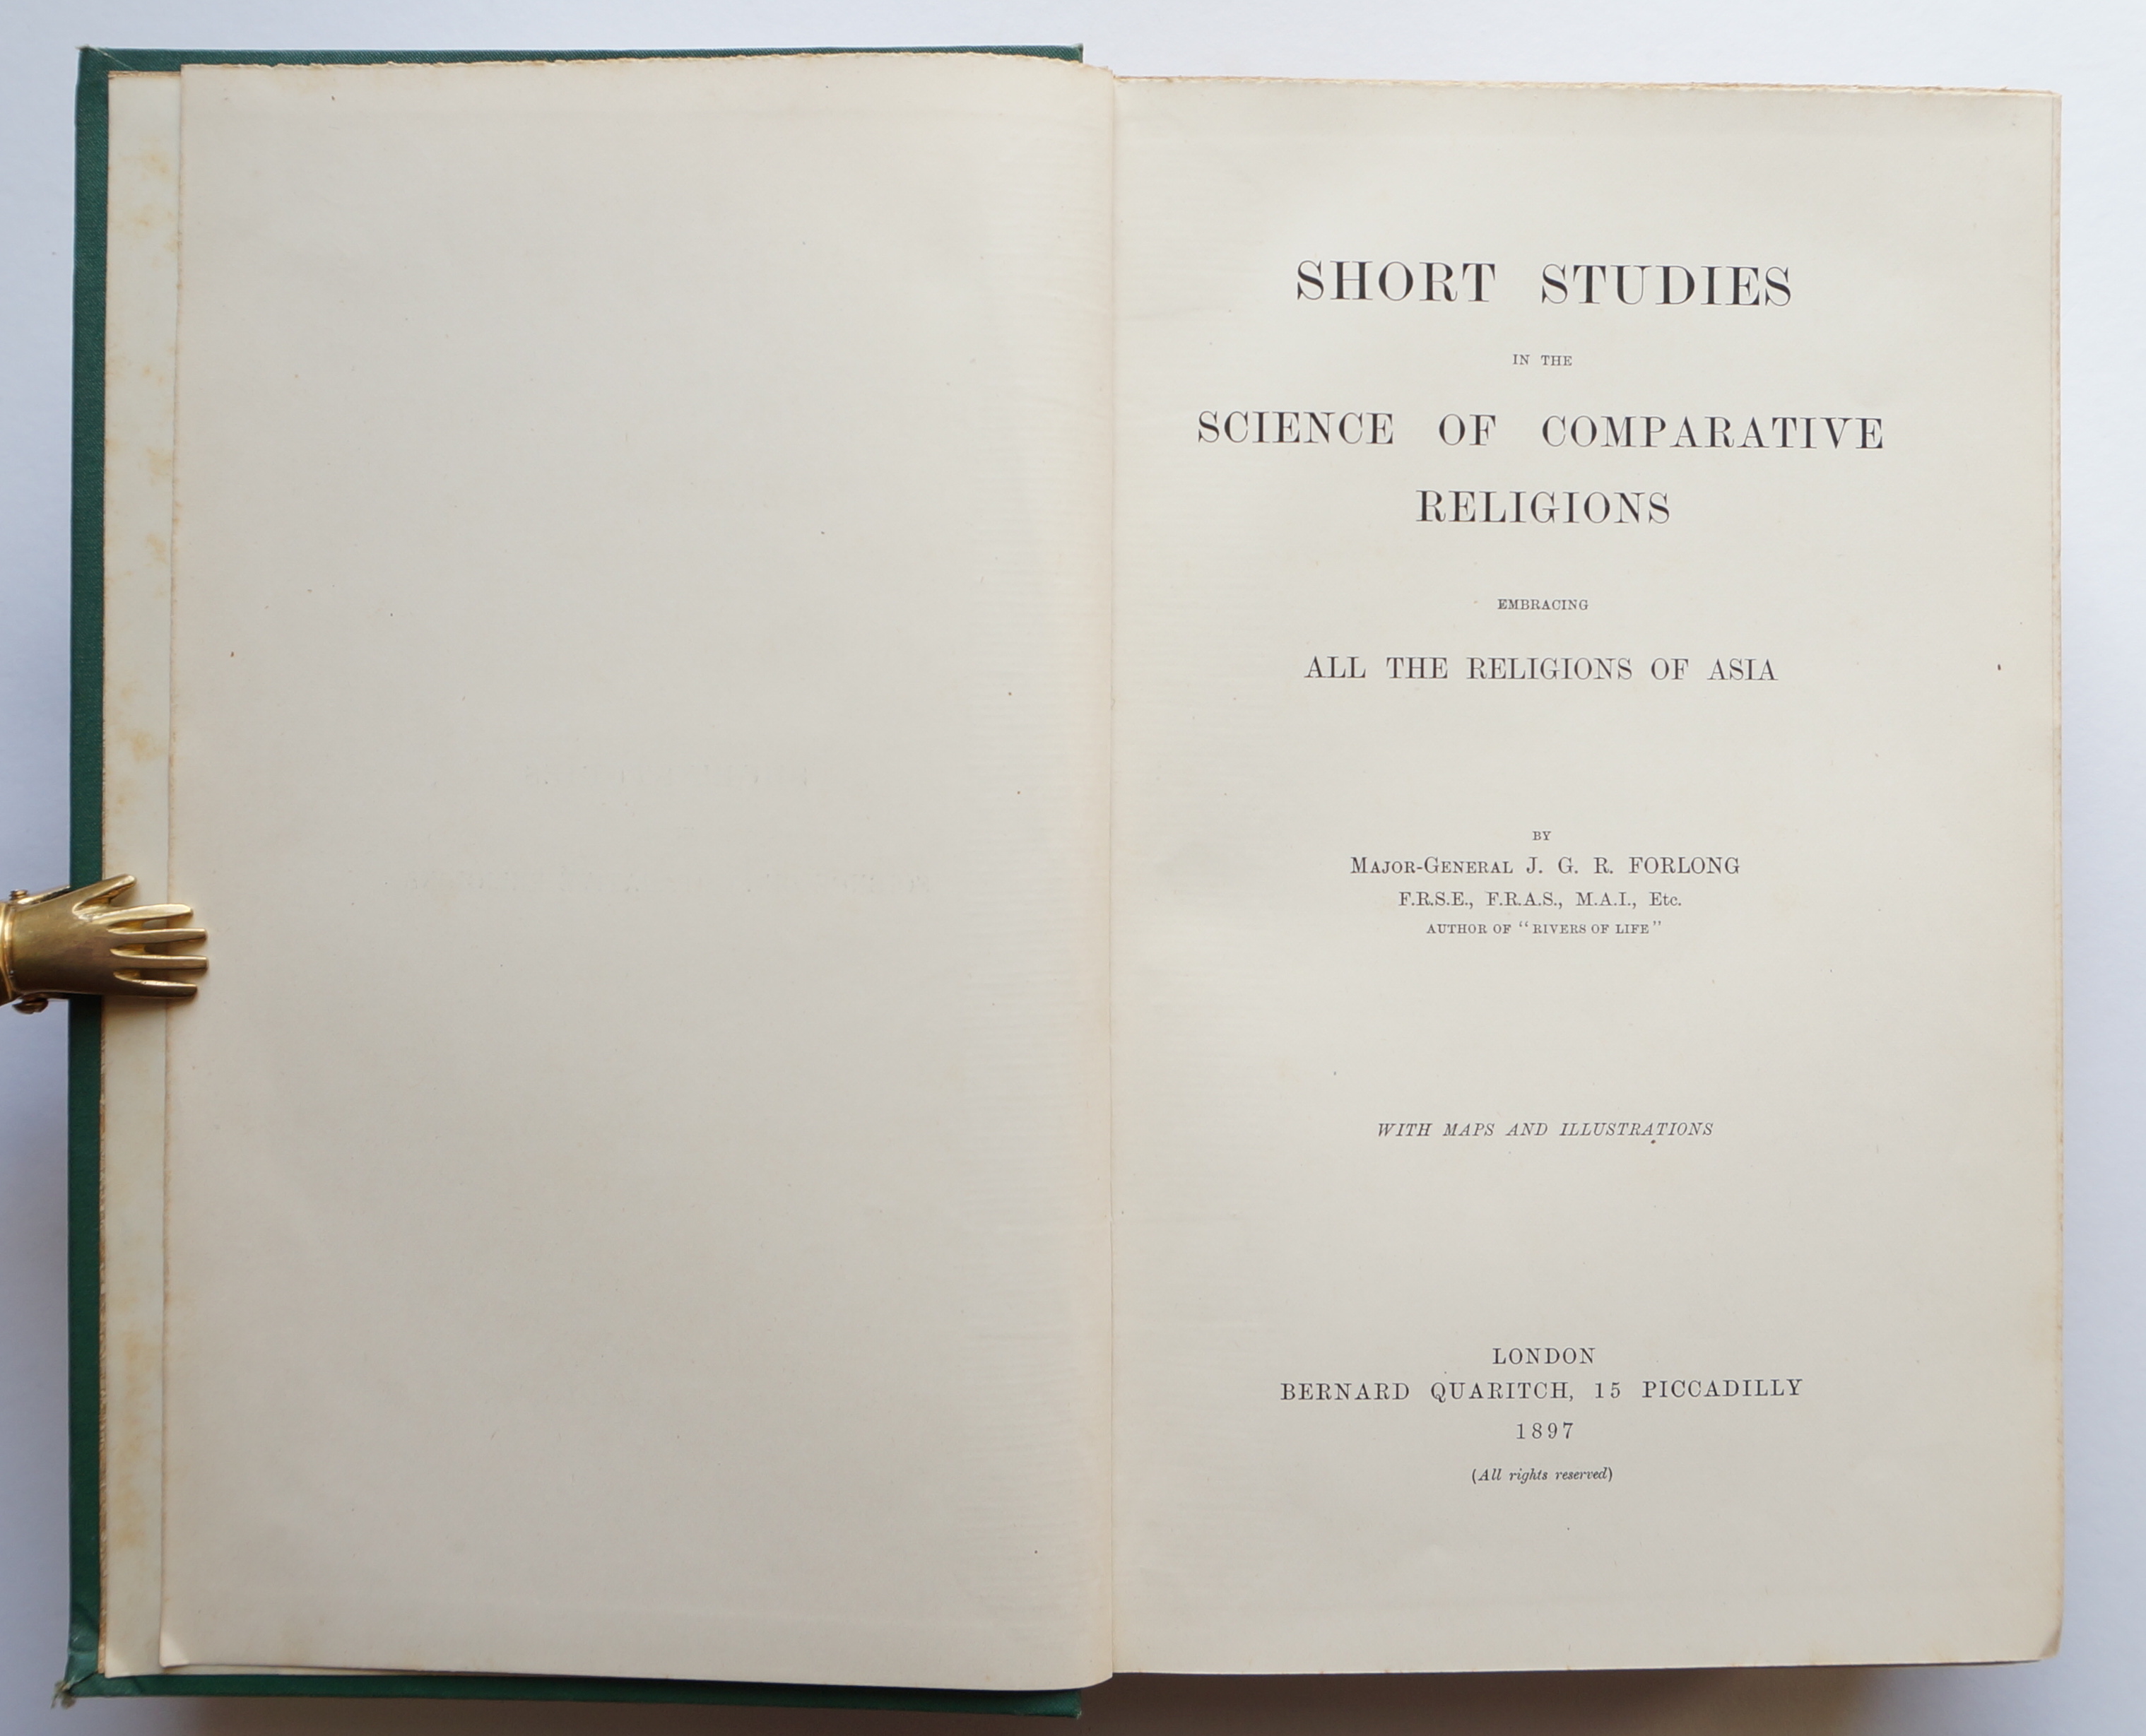 SHORT STUDIES
IN THE
SCIENCE OF COMPARATIVE
RELIGIONS
EMBRACING
ALL THE RELIGIONS OF ASIA
BY
MAJOR-GENERAL J. G. R. FORLONG
F.R.S.E., F.R.A.S., M.A.I., Etc.
AUTHOR OF “RIVERS OF LIFE”
WITH MAPS AND ILLUSTRATIONS
LONDON
BERNARD QUARITCH, 15 PICCADILLY
1897
(All rights reserved)